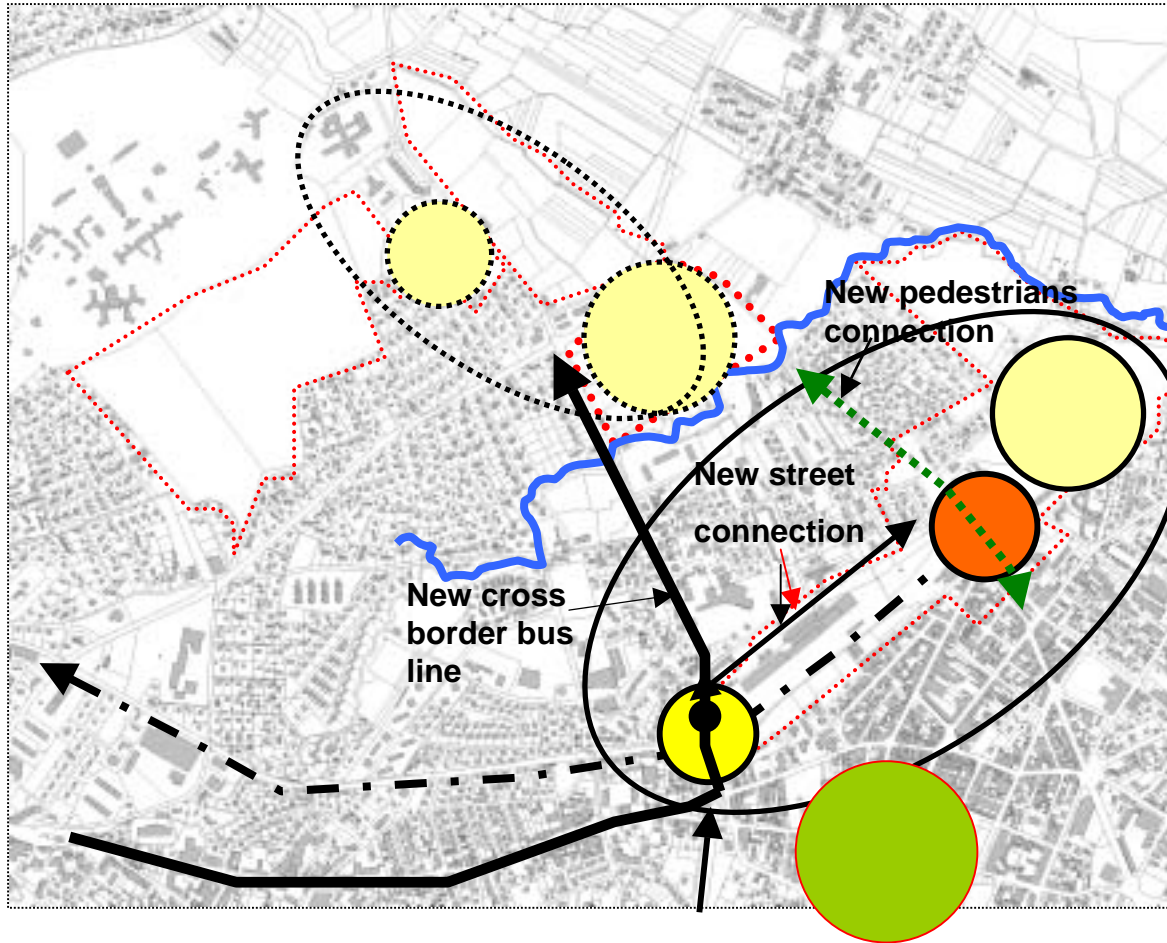 New pedestrians
connection
New street
connection
New cross
border bus
line